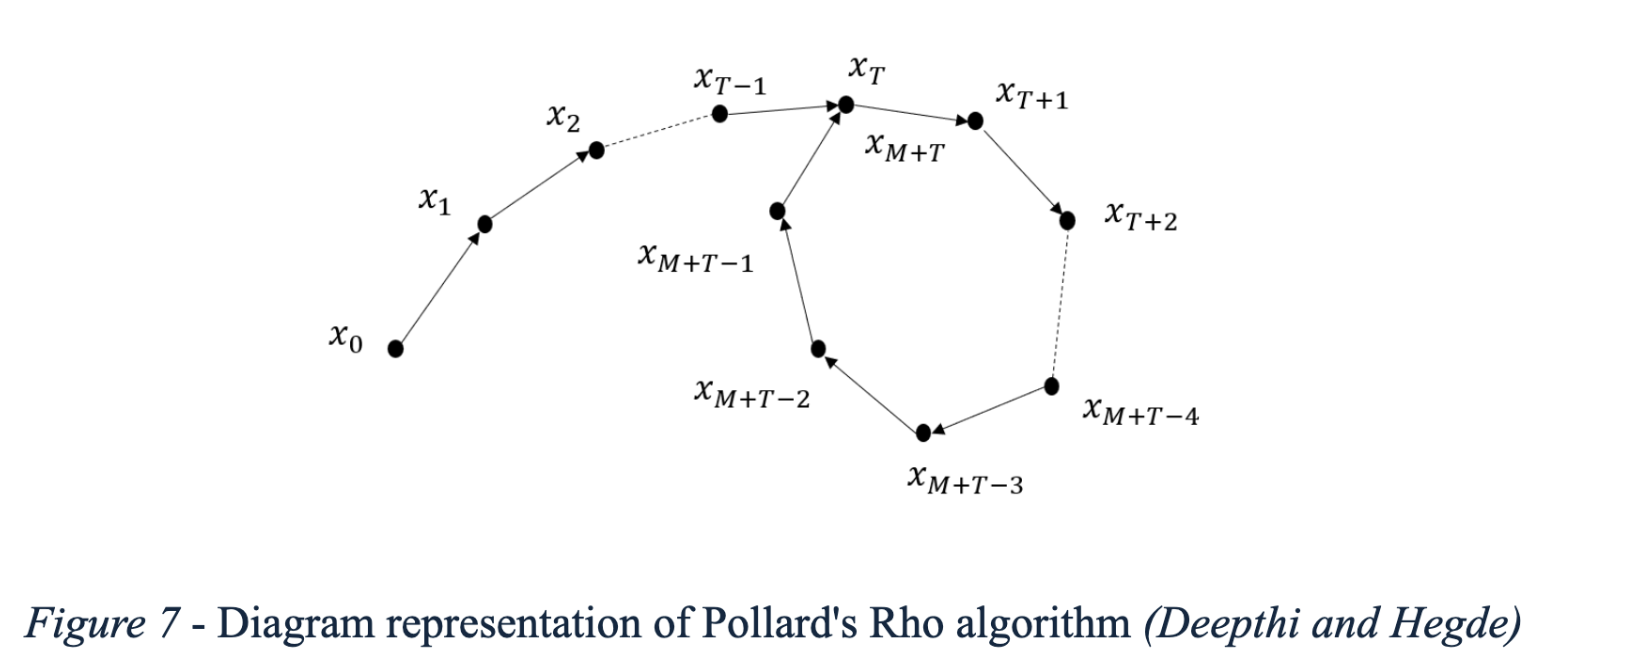 x_T
x_{T−1}
x_{T+1}
x_2
x_{M+T}
x_1
x_{T+2}
x_{M+T−1}
x_0
x_{M+T−2}
x_{M+T−4}
x_{M+T−3}
Figure 7 - Diagram representation of Pollard's Rho algorithm (Deepthi and Hegde)